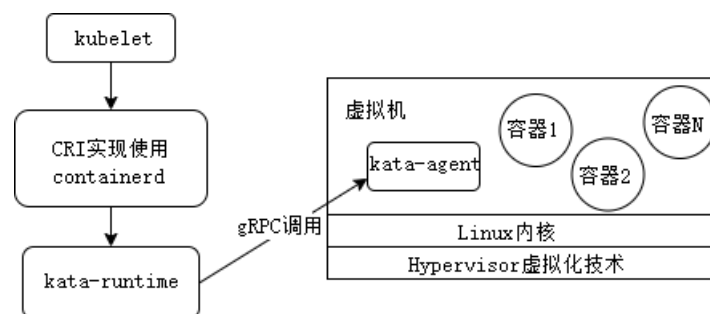 kubelet
CRI实现使用
containerd
kata-runtime
gRPC调用
虚拟机
kata-agent
容器1
容器2
容器N
Linux内核
Hypervisor虚拟化技术